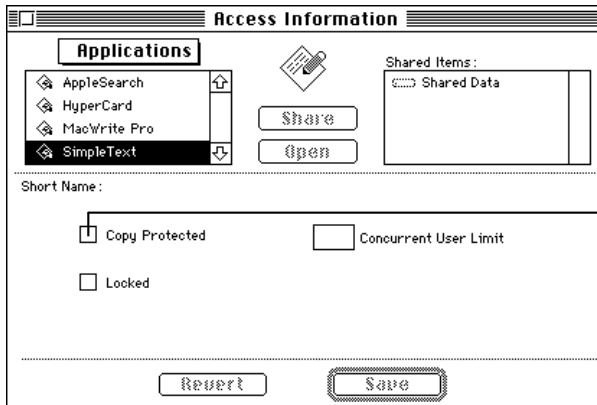 Access Information
Applications
AppleSearch
HyperCard
MacWrite Pro
SimpleText
Share
Open
Shared Items:
Shared Data
Short Name:
Copy Protected
Concurrent User Limit
Locked
Revert
Save